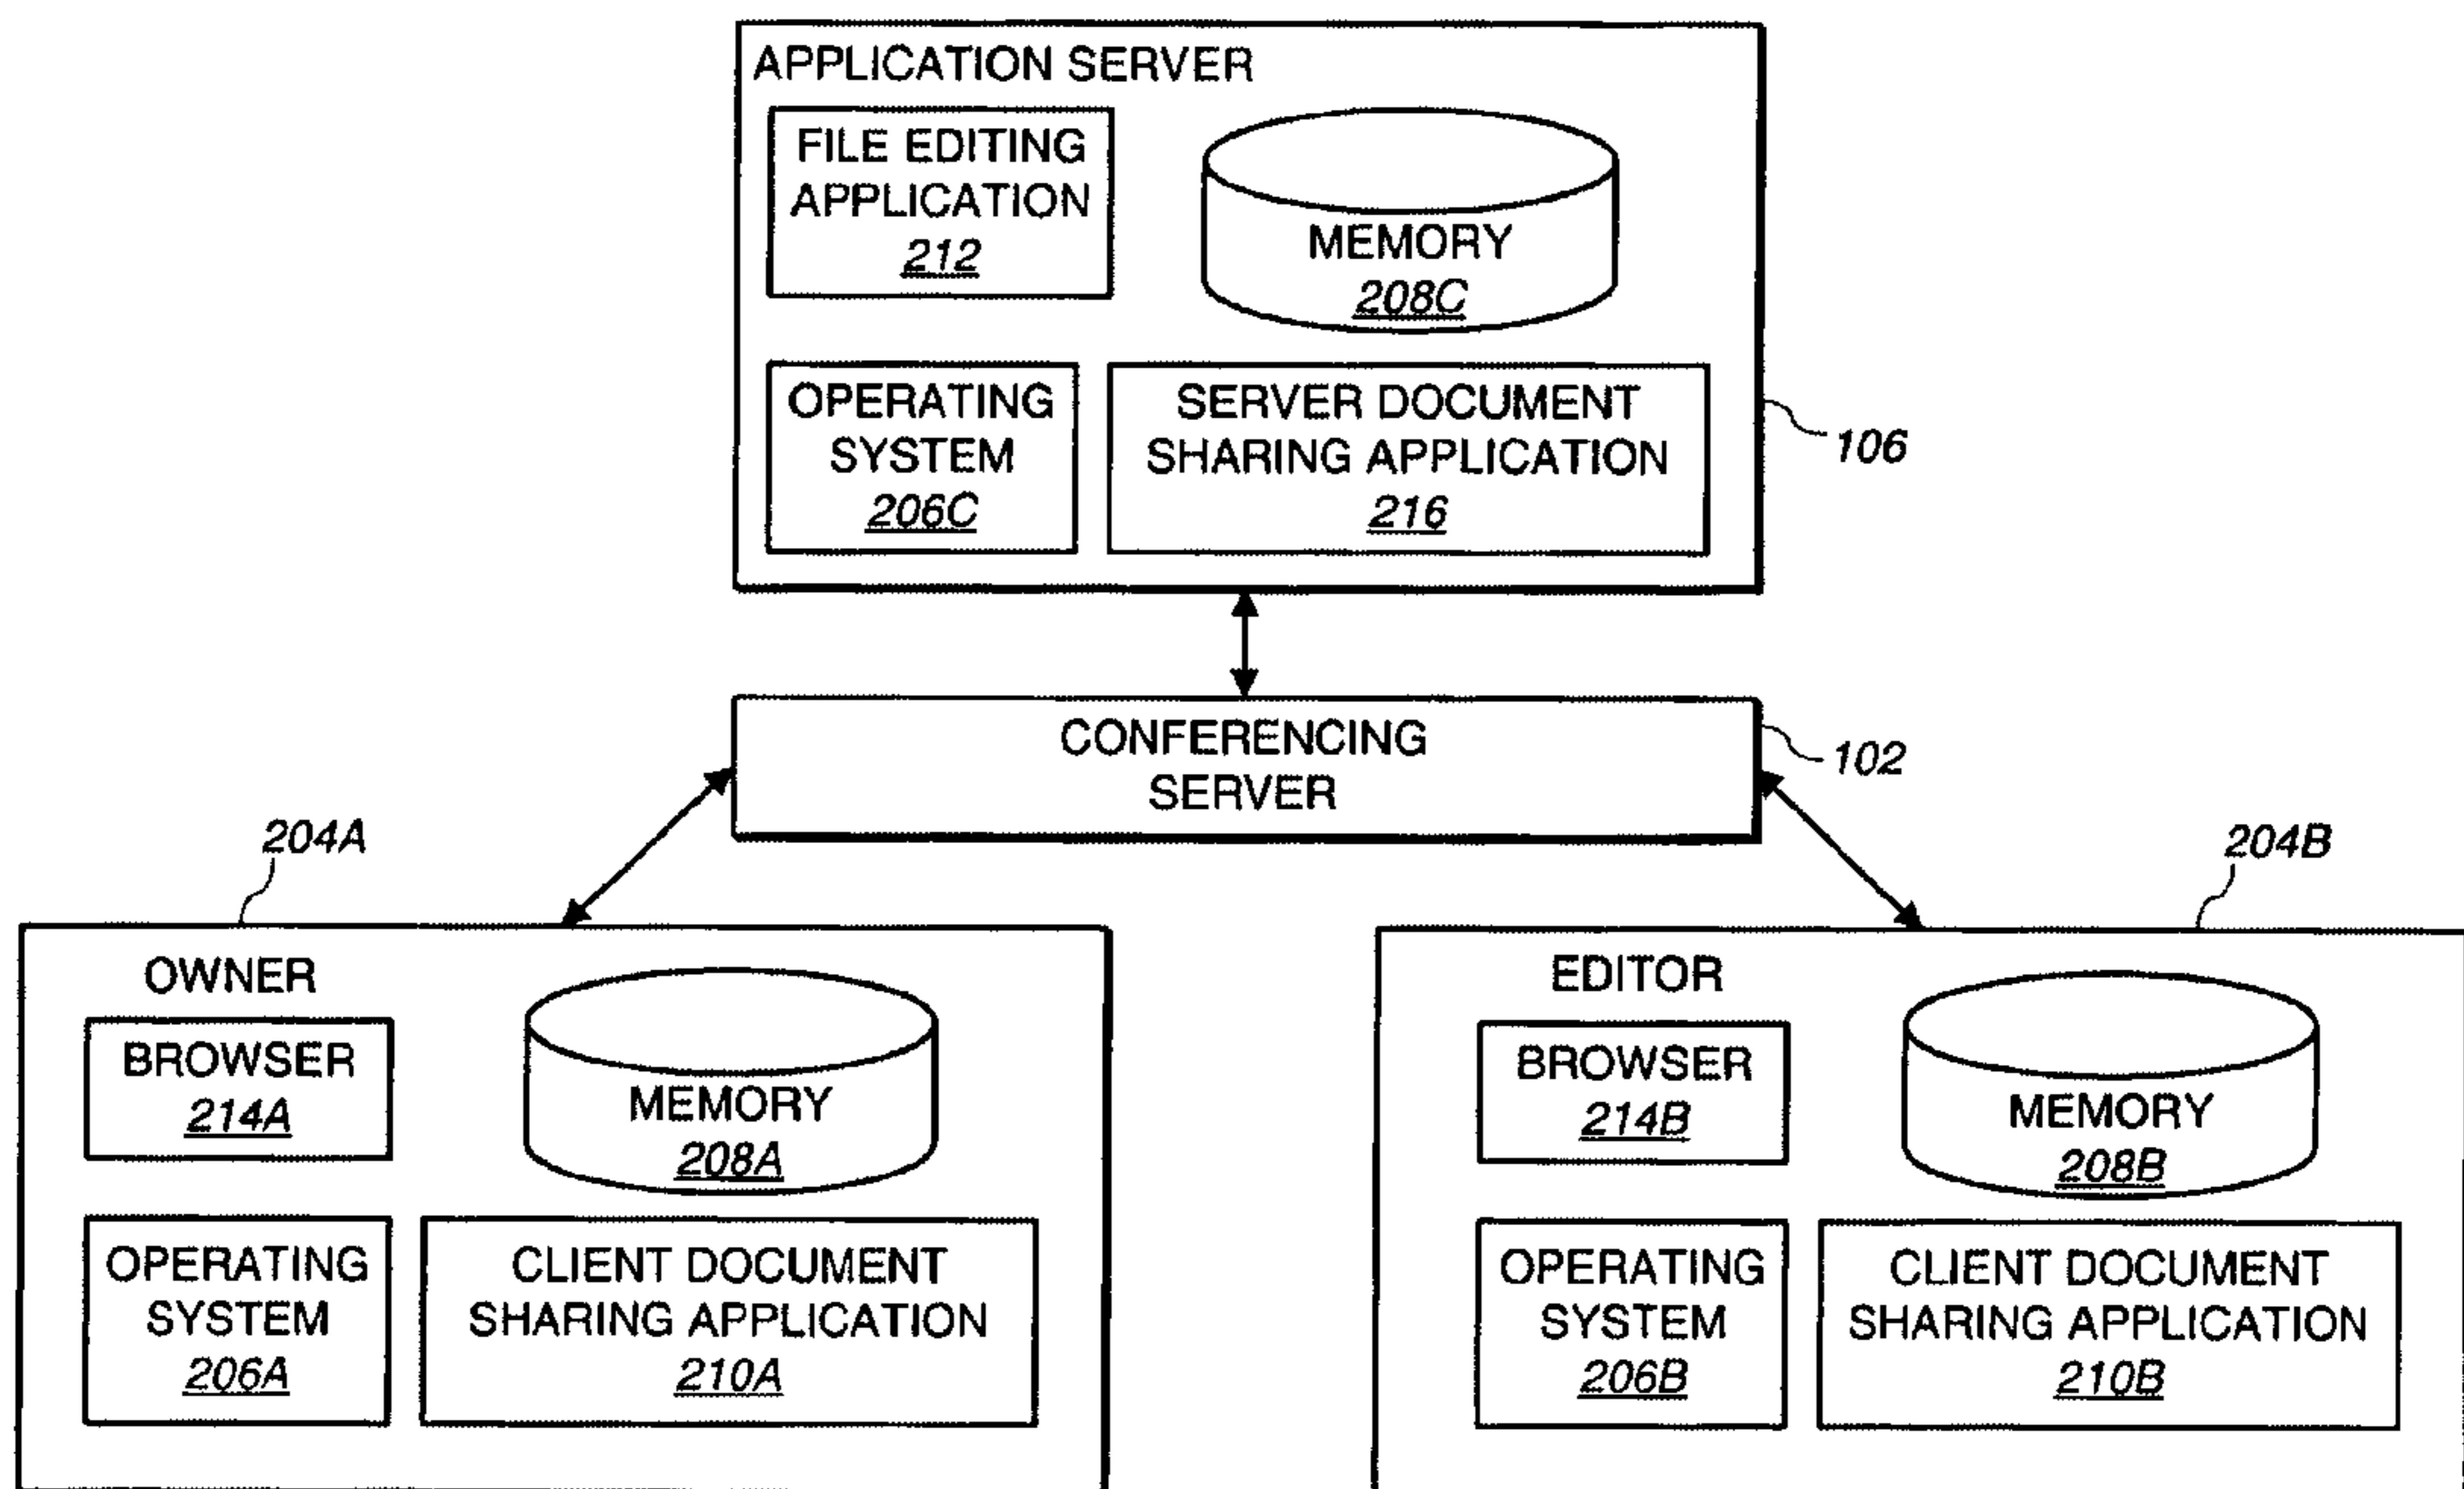 APPLICATION SERVER
FILE EDITING
APPLICATION
212
MEMORY
208C
OPERATING
SYSTEM
206C
SERVER DOCUMENT
SHARING APPLICATION
216
106
CONFERENCING
SERVER
102
204A
OWNER
BROWSER
214A
MEMORY
208A
OPERATING
SYSTEM
206A
CLIENT DOCUMENT
SHARING APPLICATION
210A
204B
EDITOR
BROWSER
214B
MEMORY
208B
OPERATING
SYSTEM
206B
CLIENT DOCUMENT
SHARING APPLICATION
210B